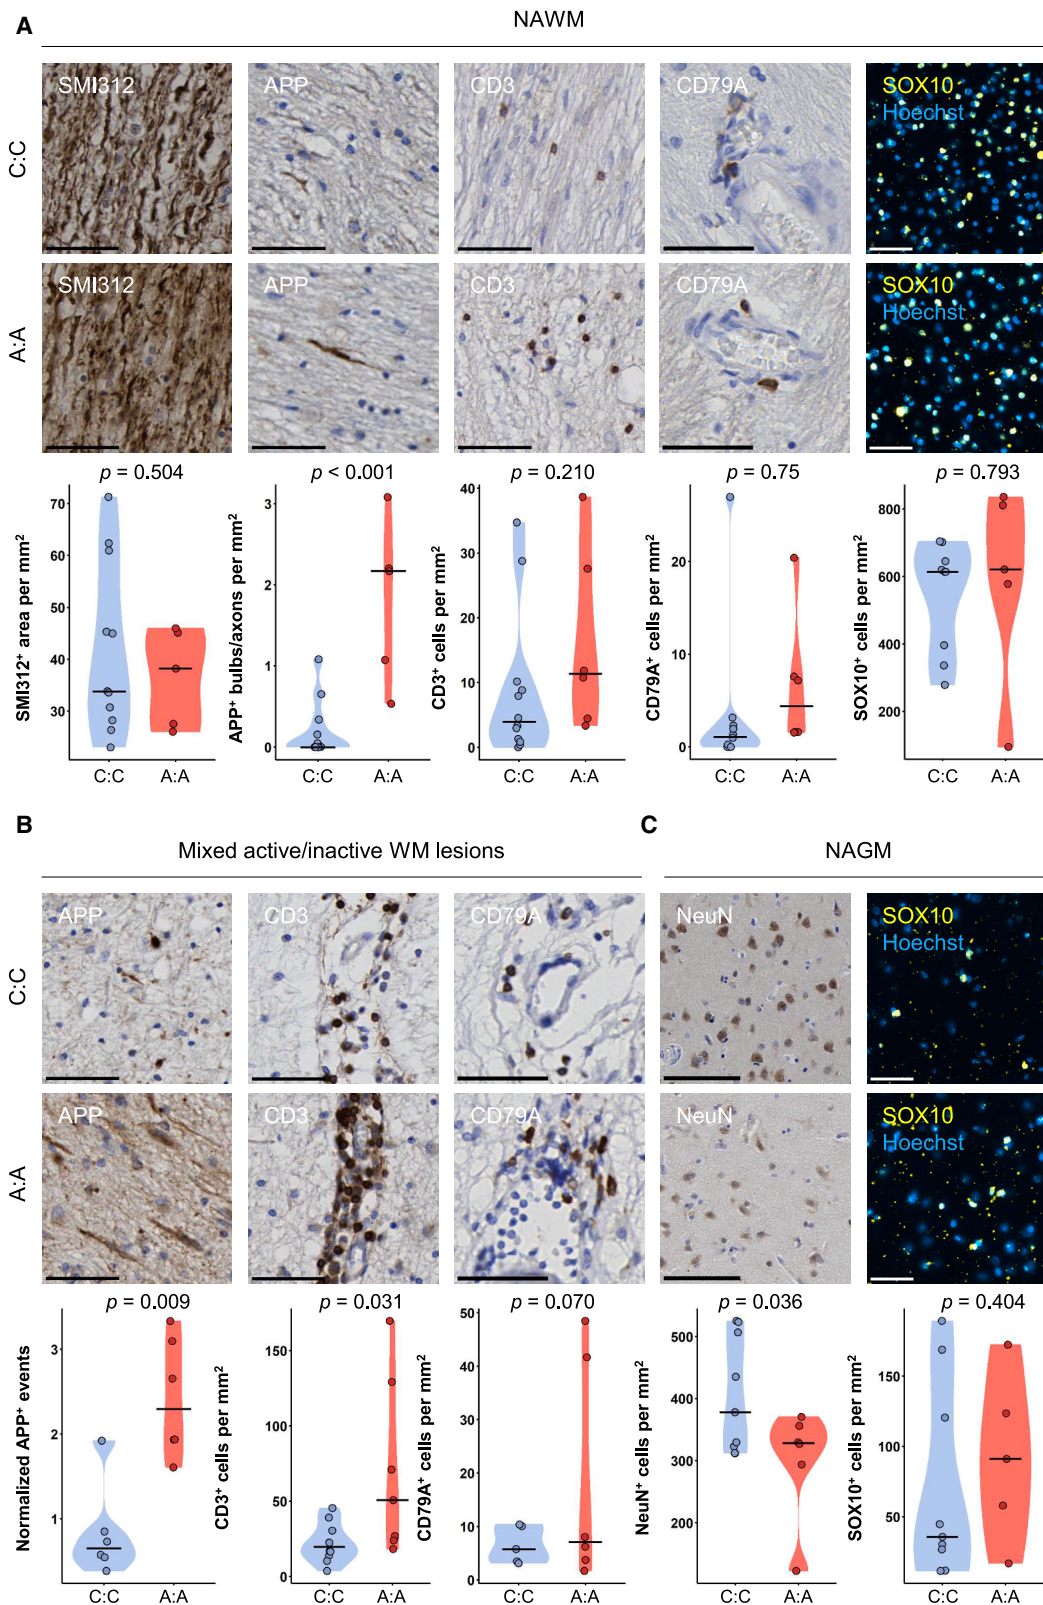 A
NAWM
C:C
SMI312
APP
CD3
CD79A
SOX10
Hoechst
A:A
SMI312
APP
CD3
CD79A
SOX10
Hoechst
p = 0.504
p < 0.001
p = 0.210
p = 0.75
p = 0.793
SMI312⁺ area per mm²
70
60
50
40
30
C:C
A:A
APP⁺ bulbs/axons per mm²
3
2
1
0
C:C
A:A
CD3⁺ cells per mm²
40
30
20
10
0
C:C
A:A
CD79A⁺ cells per mm²
20
10
0
C:C
A:A
SOX10⁺ cells per mm²
800
600
400
200
C:C
A:A
B
Mixed active/inactive WM lesions
C:C
APP
CD3
CD79A
A:A
APP
CD3
CD79A
p = 0.009
p = 0.031
p = 0.070
Normalized APP⁺ events
3
2
1
C:C
A:A
CD3⁺ cells per mm²
150
100
50
0
C:C
A:A
CD79A⁺ cells per mm²
50
40
30
20
10
0
C:C
A:A
C
NAGM
NeuN
SOX10
Hoechst
NeuN
SOX10
Hoechst
p = 0.036
p = 0.404
NeuN⁺ cells per mm²
500
400
300
200
C:C
A:A
SOX10⁺ cells per mm²
150
100
50
C:C
A:A